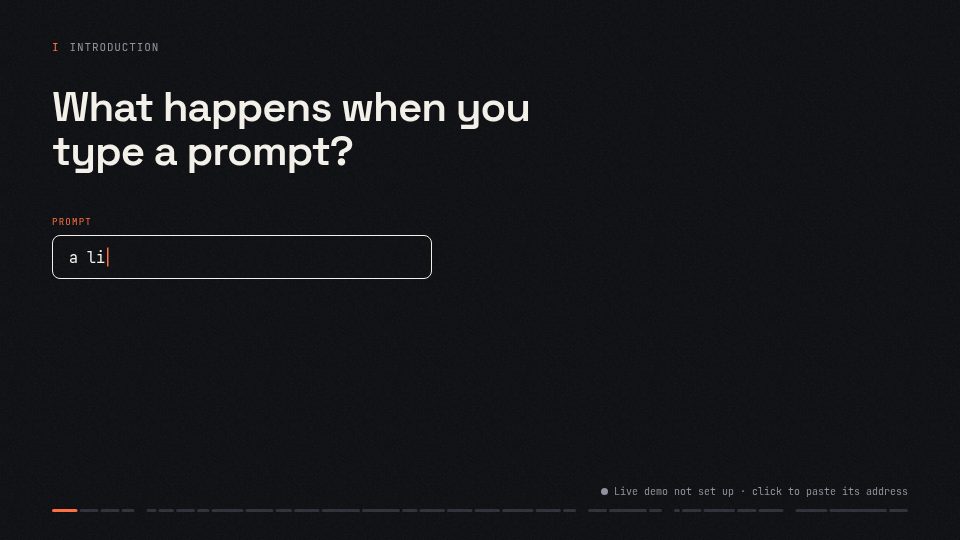 I INTRODUCTION
What happens when you
type a prompt?
PROMPT
a li
Live demo not set up · click to paste its address